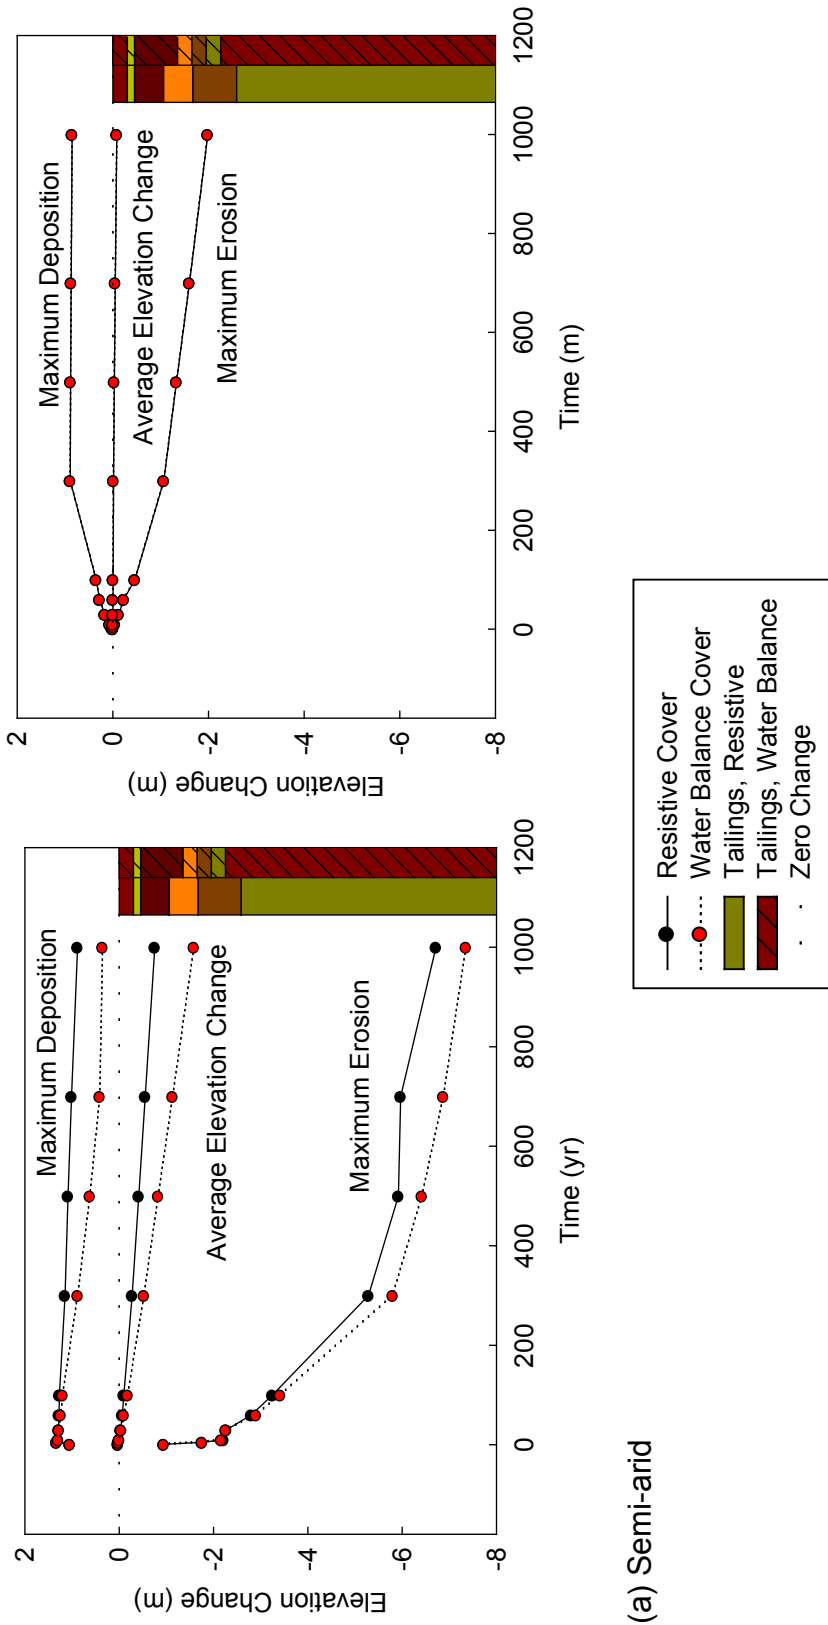 2
0
-2
-4
-6
-8
Elevation Change (m)
Maximum Deposition
Average Elevation Change
Maximum Erosion
0
200
400
600
800
1000
1200
Time (yr)
2
0
-2
-4
-6
-8
Elevation Change (m)
Maximum Deposition
Average Elevation Change
Maximum Erosion
0
200
400
600
800
1000
1200
Time (m)
(a) Semi-arid
Resistive Cover
Water Balance Cover
Tailings, Resistive
Tailings, Water Balance
Zero Change